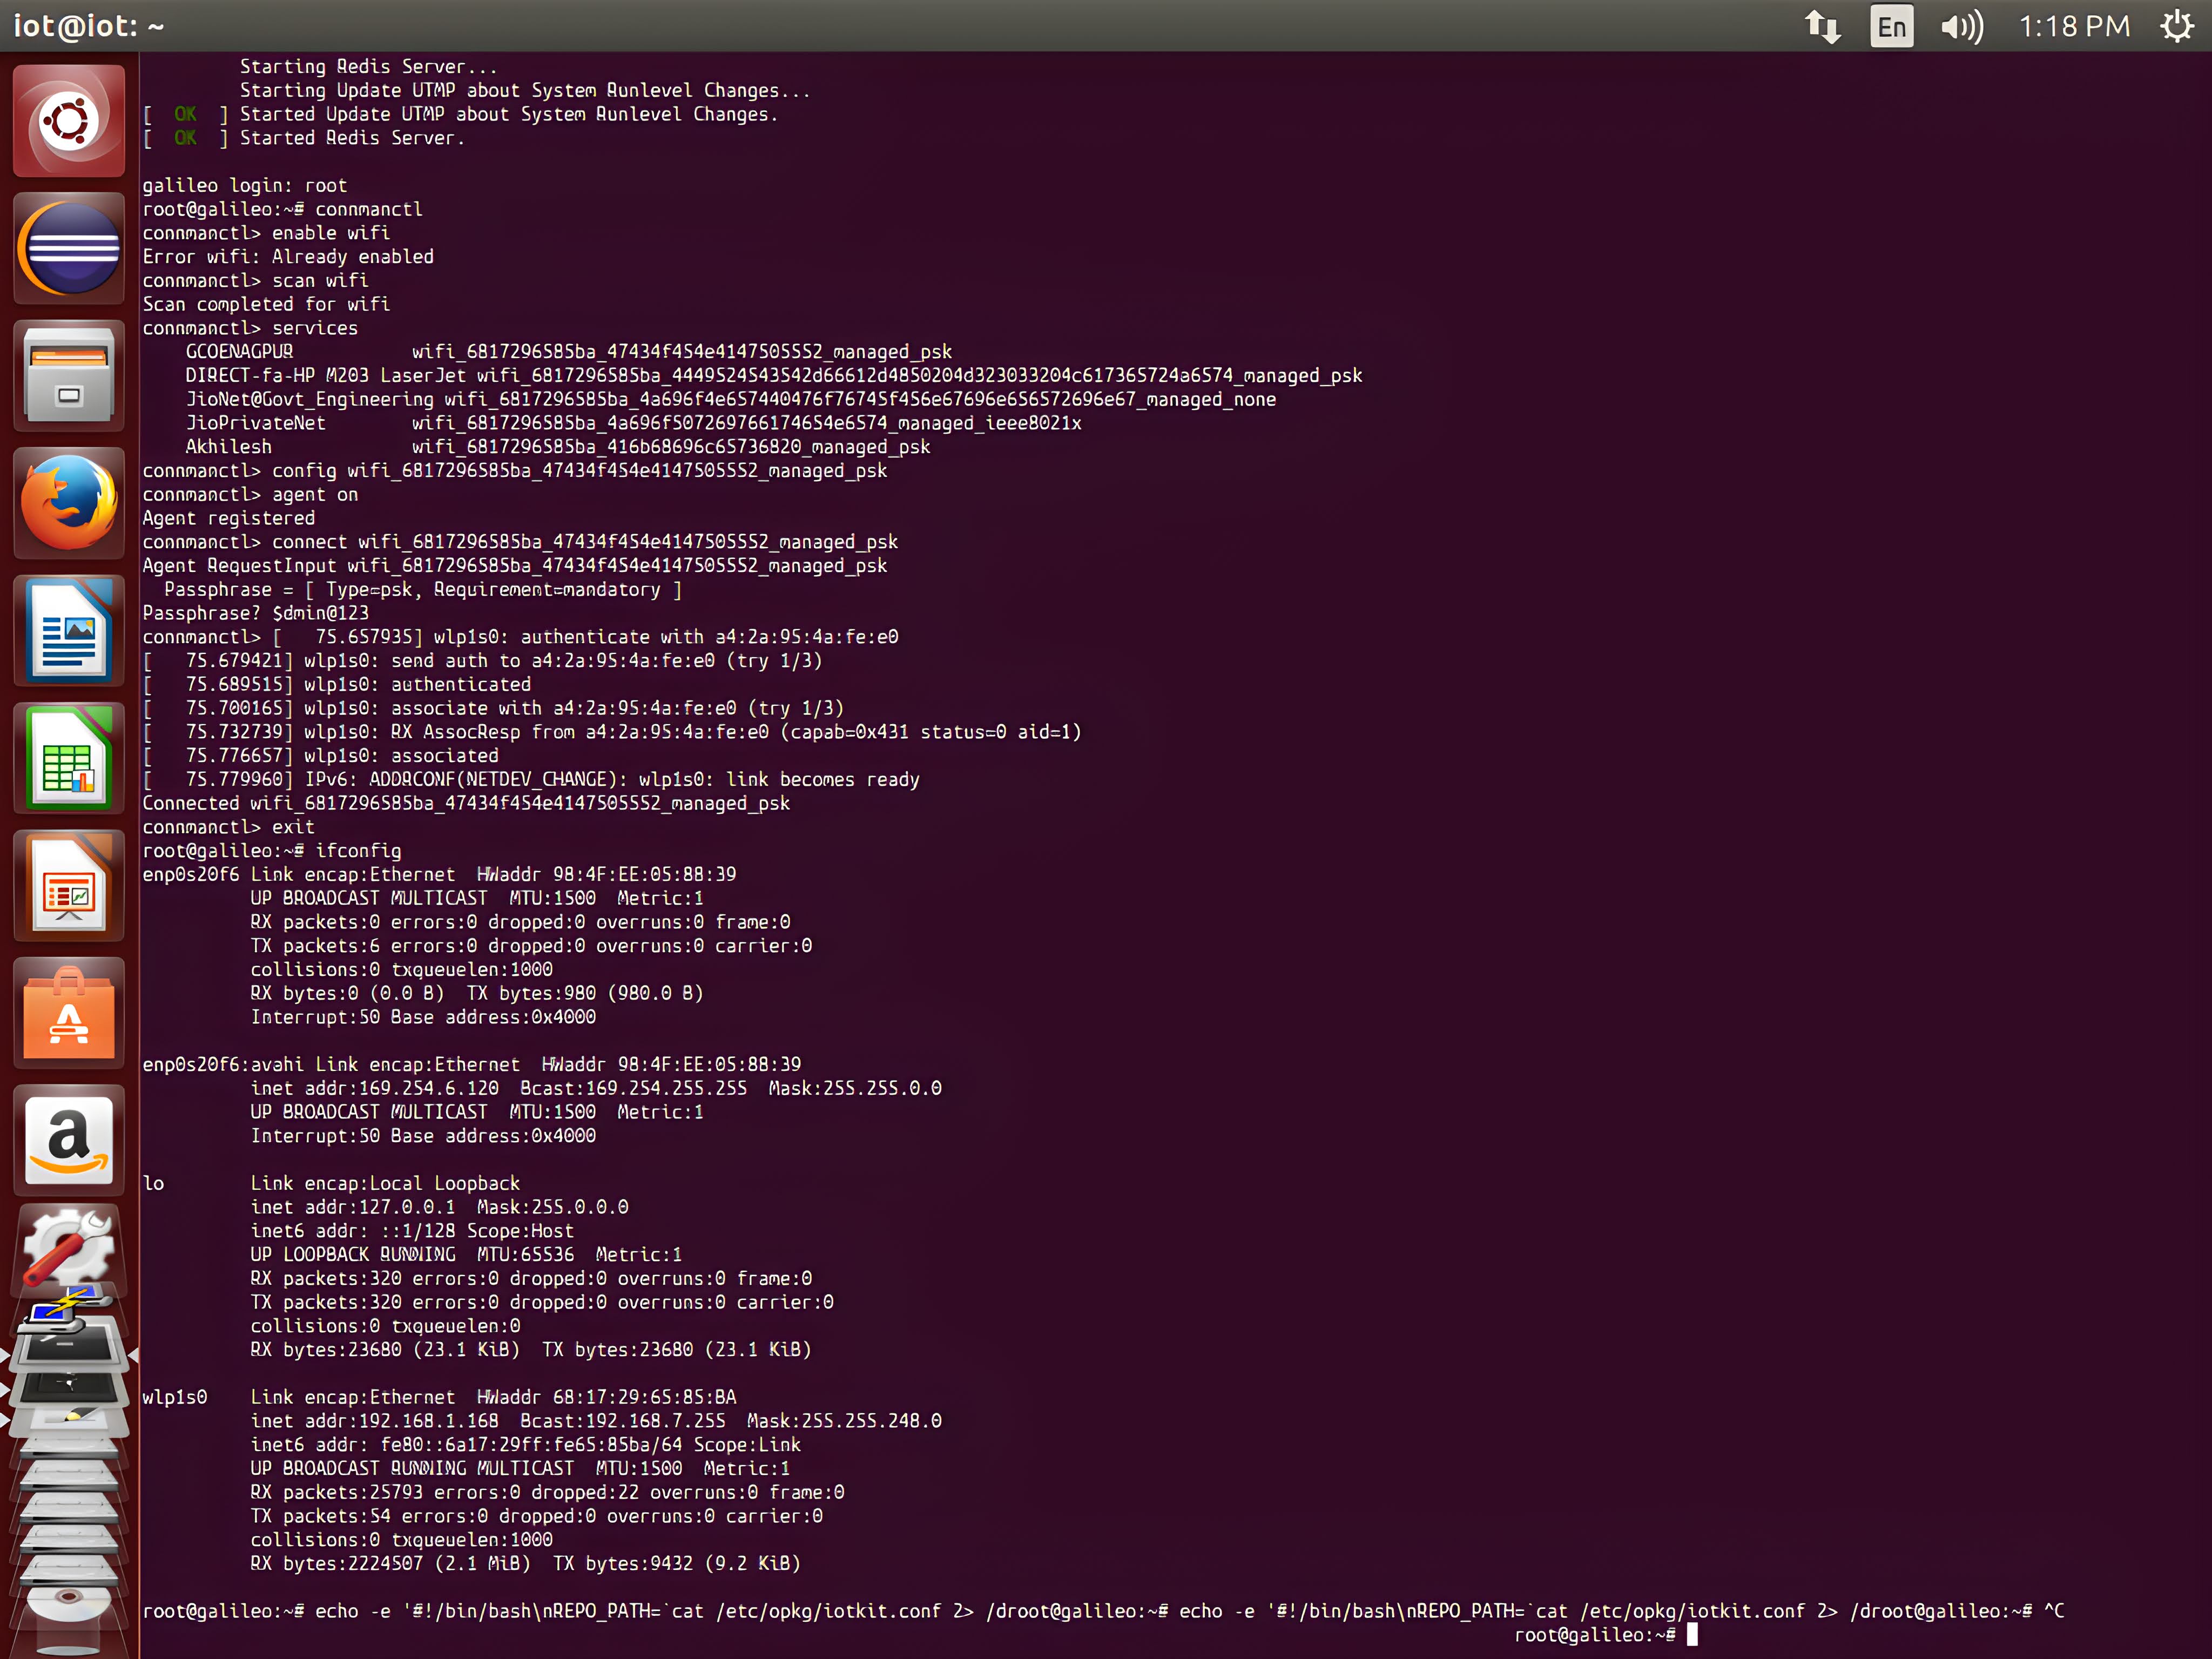 iot@iot: ~
En
1:18 PM
Starting Redis Server...
Starting Update UTMP about System Runlevel Changes...
[  OK  ] Started Update UTMP about System Runlevel Changes.
[  OK  ] Started Redis Server.
galileo login: root
root@galileo:~# connmanctl
connmanctl> enable wifi
Error wifi: Already enabled
connmanctl> scan wifi
Scan completed for wifi
connmanctl> services
GCOENAGPUR           wifi_6817296585ba_47434f454e4147505552_managed_psk
DIRECT-fa-HP M203 LaserJet wifi_6817296585ba_4449524543542d66612d4850204d323033204c617365724a6574_managed_psk
JioNet@Govt_Engineering wifi_6817296585ba_4a696f4e657440476f76745f456e67696e656572696e67_managed_none
JioPrivateNet        wifi_6817296585ba_4a696f507269766174654e6574_managed_ieee8021x
Akhilesh             wifi_6817296585ba_416b68696c65736820_managed_psk
connmanctl> config wifi_6817296585ba_47434f454e4147505552_managed_psk
connmanctl> agent on
Agent registered
connmanctl> connect wifi_6817296585ba_47434f454e4147505552_managed_psk
Agent RequestInput wifi_6817296585ba_47434f454e4147505552_managed_psk
Passphrase = [ Type=psk, Requirement=mandatory ]
Passphrase? $dmin@123
connmanctl> [   75.657935] wlp1s0: authenticate with a4:2a:95:4a:fe:e0
[   75.679421] wlp1s0: send auth to a4:2a:95:4a:fe:e0 (try 1/3)
[   75.689515] wlp1s0: authenticated
[   75.700165] wlp1s0: associate with a4:2a:95:4a:fe:e0 (try 1/3)
[   75.732739] wlp1s0: RX AssocResp from a4:2a:95:4a:fe:e0 (capab=0x431 status=0 aid=1)
[   75.776657] wlp1s0: associated
[   75.779960] IPv6: ADDRCONF(NETDEV_CHANGE): wlp1s0: link becomes ready
Connected wifi_6817296585ba_47434f454e4147505552_managed_psk
connmanctl> exit
root@galileo:~# ifconfig
enp0s20f6 Link encap:Ethernet  HWaddr 98:4F:EE:05:88:39
UP BROADCAST MULTICAST  MTU:1500  Metric:1
RX packets:0 errors:0 dropped:0 overruns:0 frame:0
TX packets:6 errors:0 dropped:0 overruns:0 carrier:0
collisions:0 txqueuelen:1000
RX bytes:0 (0.0 B)  TX bytes:980 (980.0 B)
Interrupt:50 Base address:0x4000
enp0s20f6:avahi Link encap:Ethernet  HWaddr 98:4F:EE:05:88:39
inet addr:169.254.6.120  Bcast:169.254.255.255  Mask:255.255.0.0
UP BROADCAST MULTICAST  MTU:1500  Metric:1
Interrupt:50 Base address:0x4000
lo        Link encap:Local Loopback
inet addr:127.0.0.1  Mask:255.0.0.0
inet6 addr: ::1/128 Scope:Host
UP LOOPBACK RUNNING  MTU:65536  Metric:1
RX packets:320 errors:0 dropped:0 overruns:0 frame:0
TX packets:320 errors:0 dropped:0 overruns:0 carrier:0
collisions:0 txqueuelen:0
RX bytes:23680 (23.1 KiB)  TX bytes:23680 (23.1 KiB)
wlp1s0    Link encap:Ethernet  HWaddr 68:17:29:65:85:BA
inet addr:192.168.1.168  Bcast:192.168.7.255  Mask:255.255.248.0
inet6 addr: fe80::6a17:29ff:fe65:85ba/64 Scope:Link
UP BROADCAST RUNNING MULTICAST  MTU:1500  Metric:1
RX packets:25793 errors:0 dropped:22 overruns:0 frame:0
TX packets:54 errors:0 dropped:0 overruns:0 carrier:0
collisions:0 txqueuelen:1000
RX bytes:2224507 (2.1 MiB)  TX bytes:9432 (9.2 KiB)
root@galileo:~# echo -e '#!/bin/bash\nREPO_PATH=`cat /etc/opkg/iotkit.conf 2> /droot@galileo:~# echo -e '#!/bin/bash\nREPO_PATH=`cat /etc/opkg/iotkit.conf 2> /droot@galileo:~# ^C
root@galileo:~#